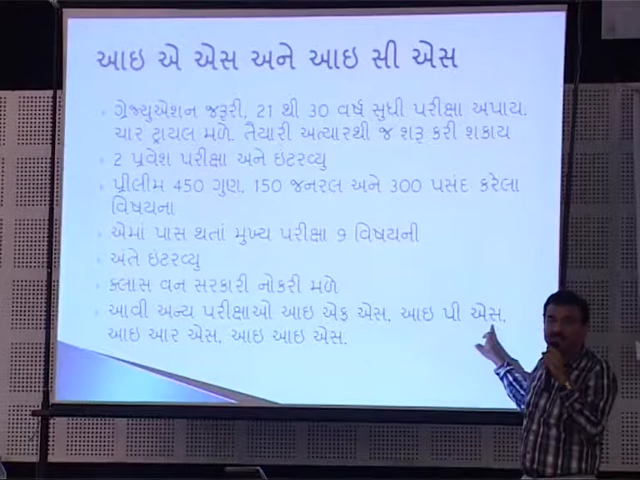 આઇ એ એસ અને આઇ સી એસ
ગ્રેજ્યુએશન જરૂરી, 21 થી 30 વર્ષ સુધી પરીક્ષા અપાય.
ચાર ટ્રાયલ મળે. તૈયારી અત્યારથી જ શરૂ કરી શકાય
2 પ્રવેશ પરીક્ષા અને ઇંટરવ્યુ
પ્રીલીમ 450 ગુણ, 150 જનરલ અને 300 પસંદ કરેલા
વિષયના
એમાં પાસ થતાં મુખ્ય પરીક્ષા 9 વિષયની
અંતે ઇંટરવ્યુ
ક્લાસ વન સરકારી નોકરી મળે
આવી અન્ય પરીક્ષાઓ આઇ એફ એસ, આઇ પી એસ,
આઇ આર એસ, આઇ આઇ એસ.